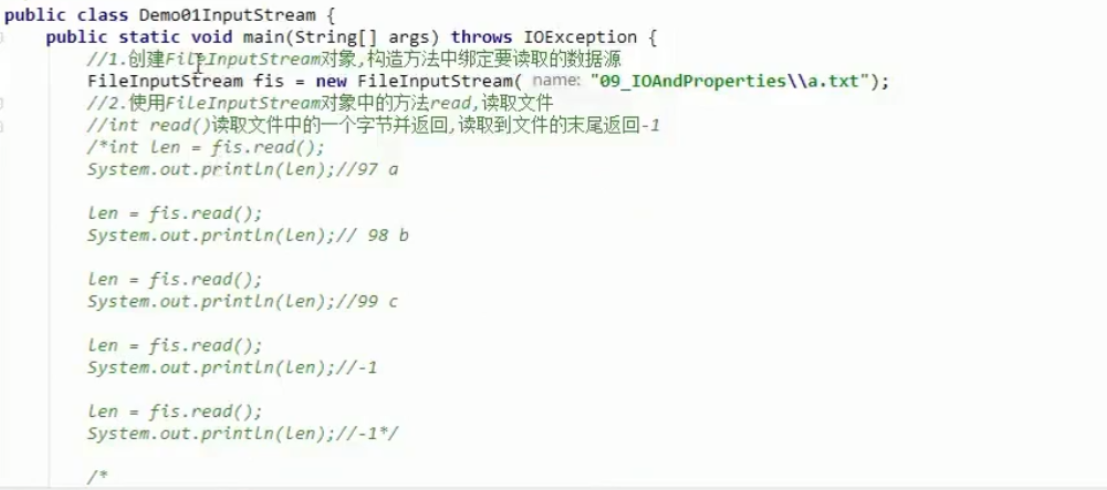 public class Demo01InputStream {
public static void main(String[] args) throws IOException {
//1.创建FileInputStream对象,构造方法中绑定要读取的数据源
FileInputStream fis = new FileInputStream( name: "09_IOAndProperties\\a.txt");
//2.使用FileInputStream对象中的方法read,读取文件
//int read()读取文件中的一个字节并返回,读取到文件的末尾返回-1
/*int len = fis.read();
System.out.println(len);//97 a
len = fis.read();
System.out.println(len);// 98 b
len = fis.read();
System.out.println(len);//99 c
len = fis.read();
System.out.println(len);//-1
len = fis.read();
System.out.println(len);//-1*/
/*